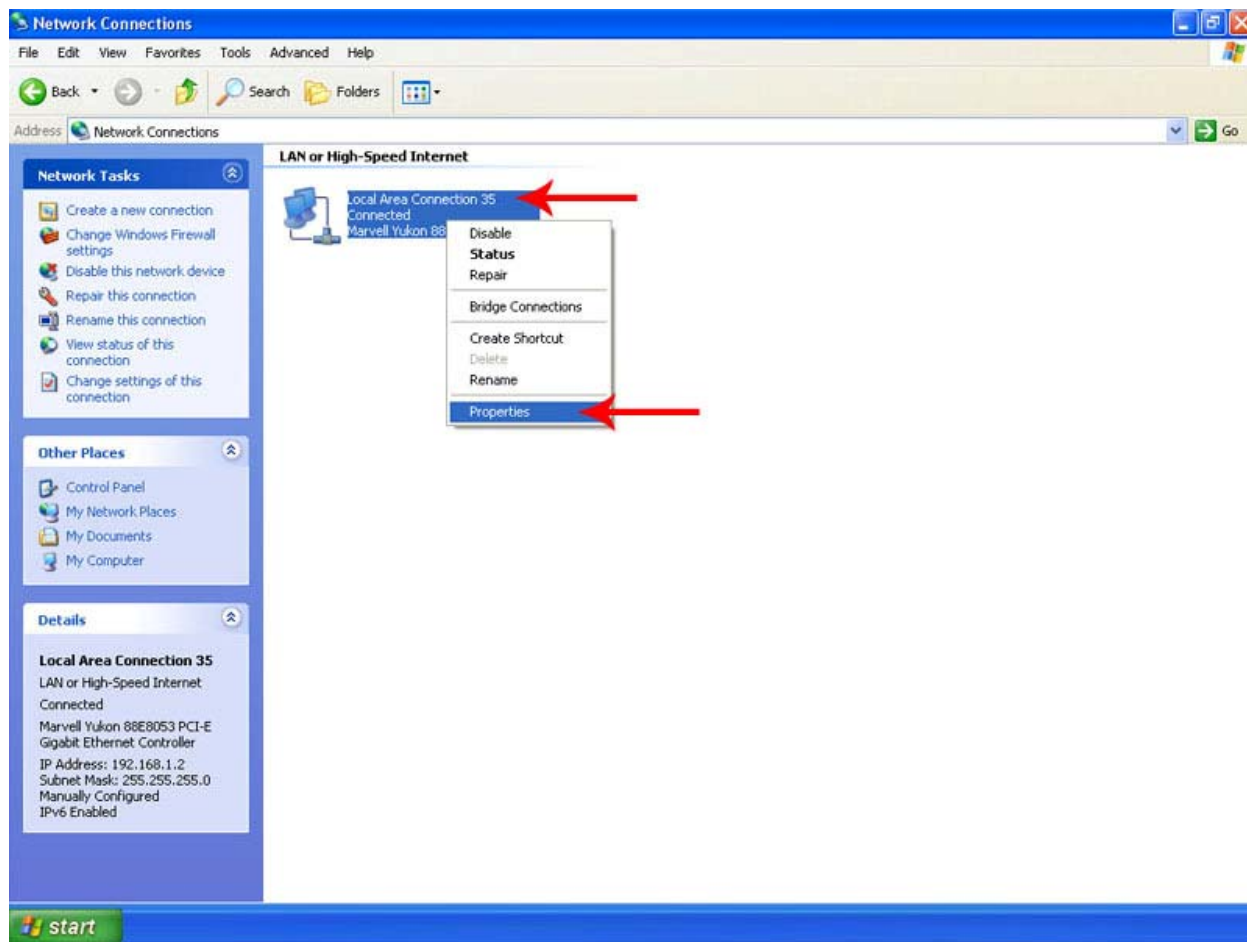 Network Connections
File Edit View Favorites Tools Advanced Help
Back Search Folders
Address Network Connections Go
Network Tasks
Create a new connection
Change Windows Firewall
settings
Disable this network device
Repair this connection
Rename this connection
View status of this
connection
Change settings of this
connection
Other Places
Control Panel
My Network Places
My Documents
My Computer
Details
Local Area Connection 35
LAN or High-Speed Internet
Connected
Marvell Yukon 88E8053 PCI-E
Gigabit Ethernet Controller
IP Address: 192.168.1.2
Subnet Mask: 255.255.255.0
Manually Configured
IPv6 Enabled
LAN or High-Speed Internet
Local Area Connection 35
Connected
Marvell Yukon 88
Disable
Status
Repair
Bridge Connections
Create Shortcut
Delete
Rename
Properties
start